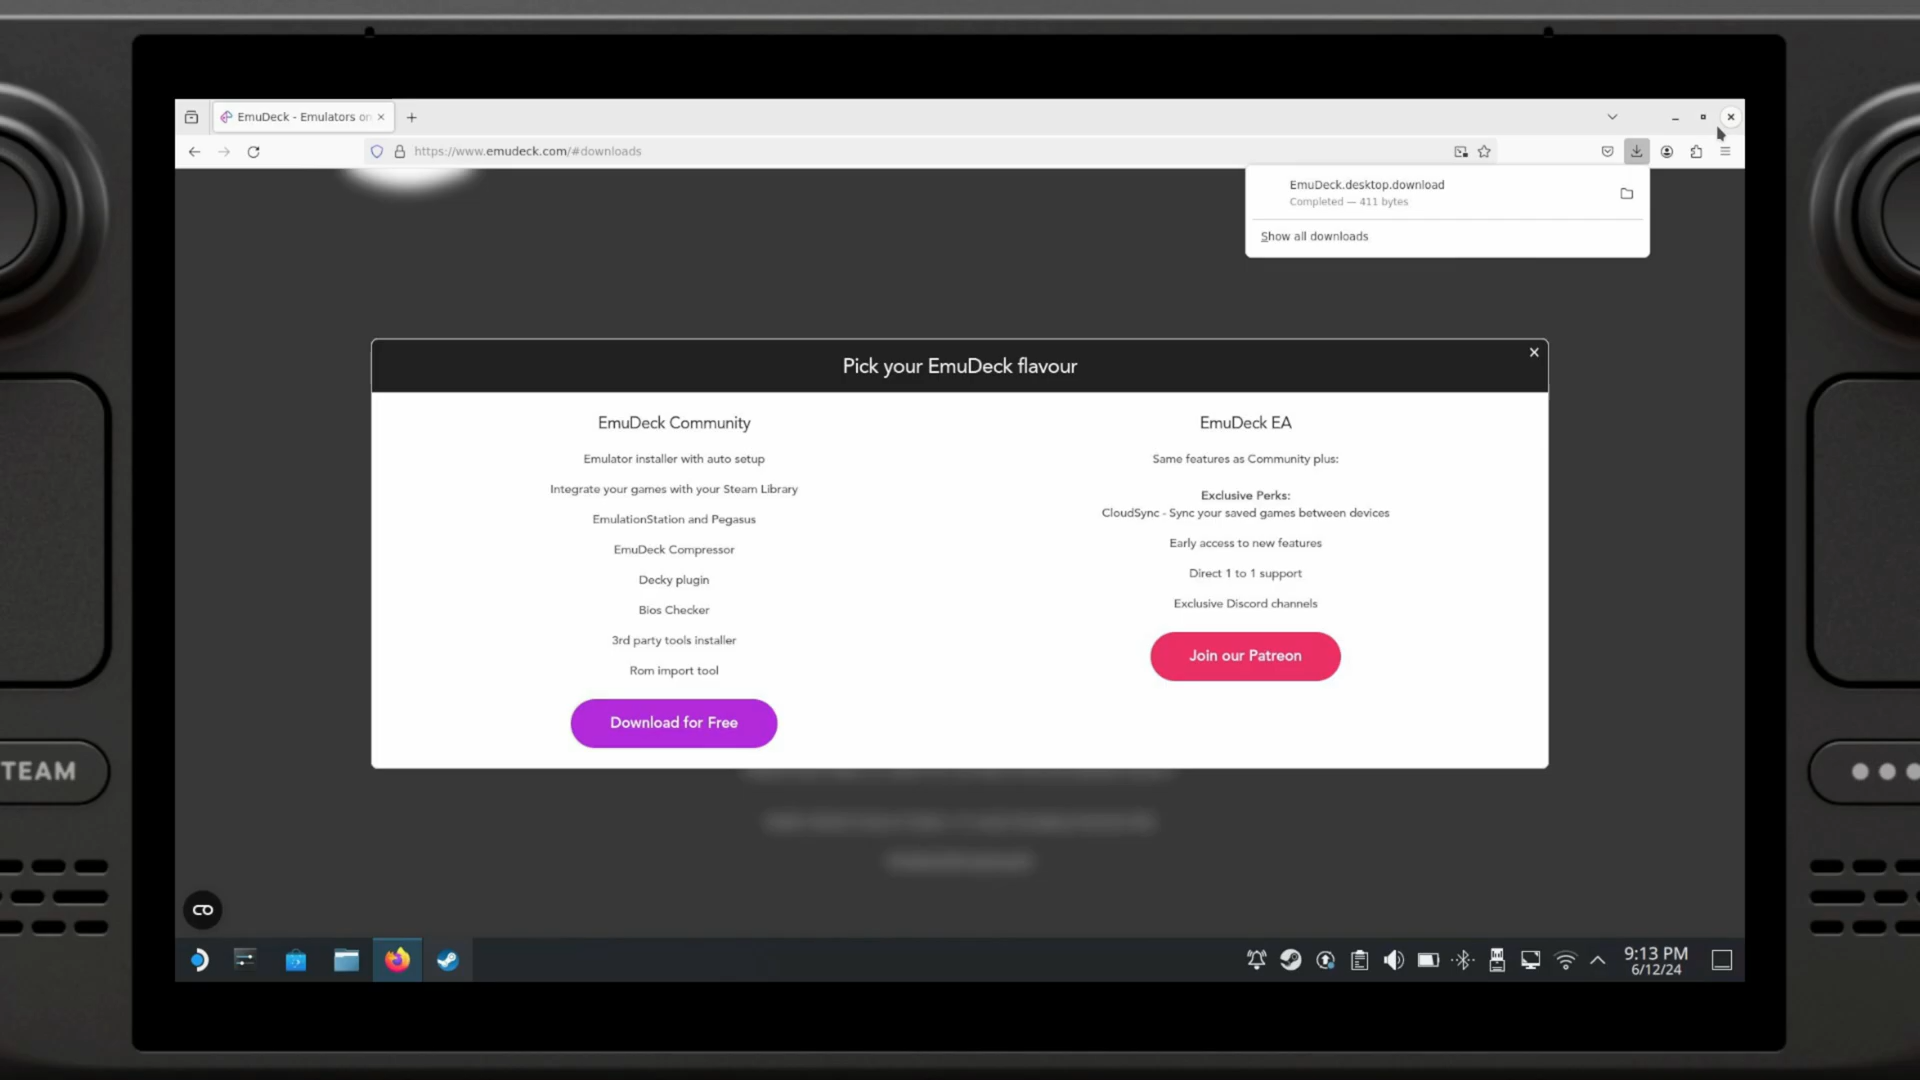 EmuDeck - Emulators on
https://www.emudeck.com/#downloads
EmuDeck.desktop.download
Completed — 411 bytes
Show all downloads
Pick your EmuDeck flavour
EmuDeck Community
Emulator installer with auto setup
Integrate your games with your Steam Library
EmulationStation and Pegasus
EmuDeck Compressor
Decky plugin
Bios Checker
3rd party tools installer
Rom import tool
Download for Free
EmuDeck EA
Same features as Community plus:
Exclusive Perks:
CloudSync - Sync your saved games between devices
Early access to new features
Direct 1 to 1 support
Exclusive Discord channels
Join our Patreon
TEAM
9:13 PM
6/12/24